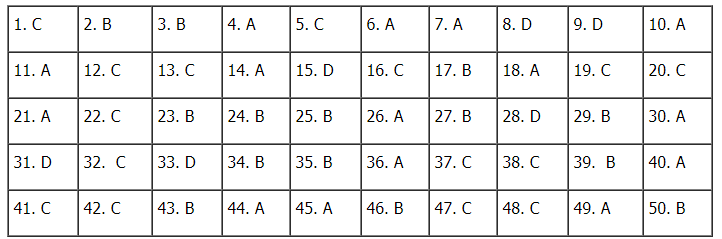 1. C 2. B 3. B 4. A 5. C 6. A 7. A 8. D 9. D 10. A
11. A 12. C 13. C 14. A 15. D 16. C 17. B 18. A 19. C 20. C
21. A 22. C 23. B 24. B 25. B 26. A 27. B 28. D 29. B 30. A
31. D 32. C 33. D 34. B 35. B 36. A 37. C 38. C 39. B 40. A
41. C 42. C 43. B 44. A 45. A 46. B 47. C 48. C 49. A 50. B